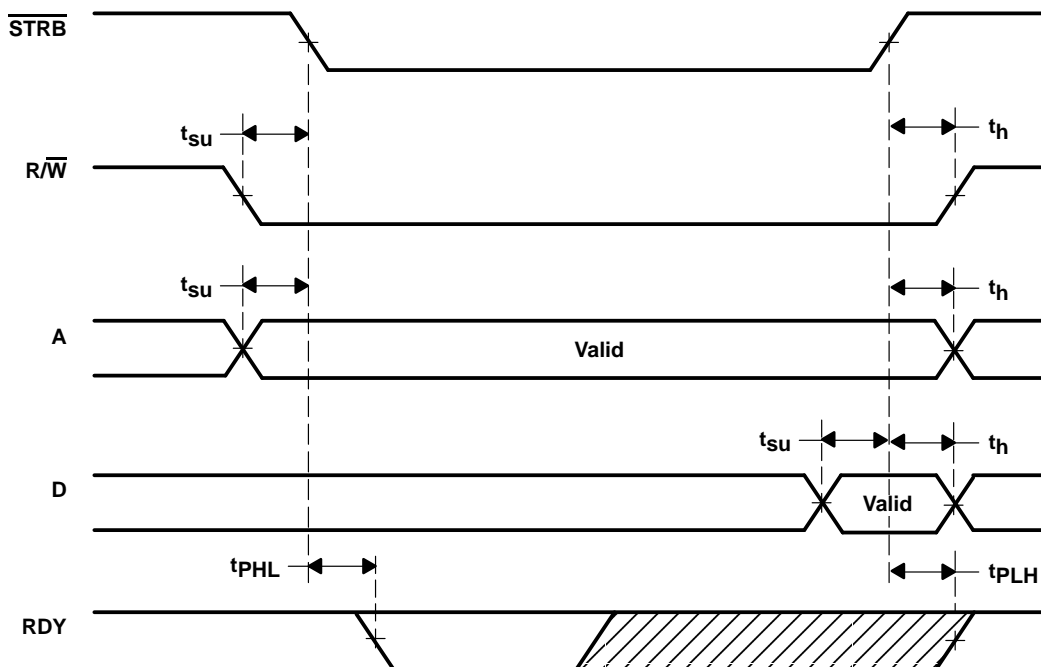 STRB
tsu
th
R/W
tsu
th
A
Valid
tsu
th
D
Valid
tPHL
tPLH
RDY